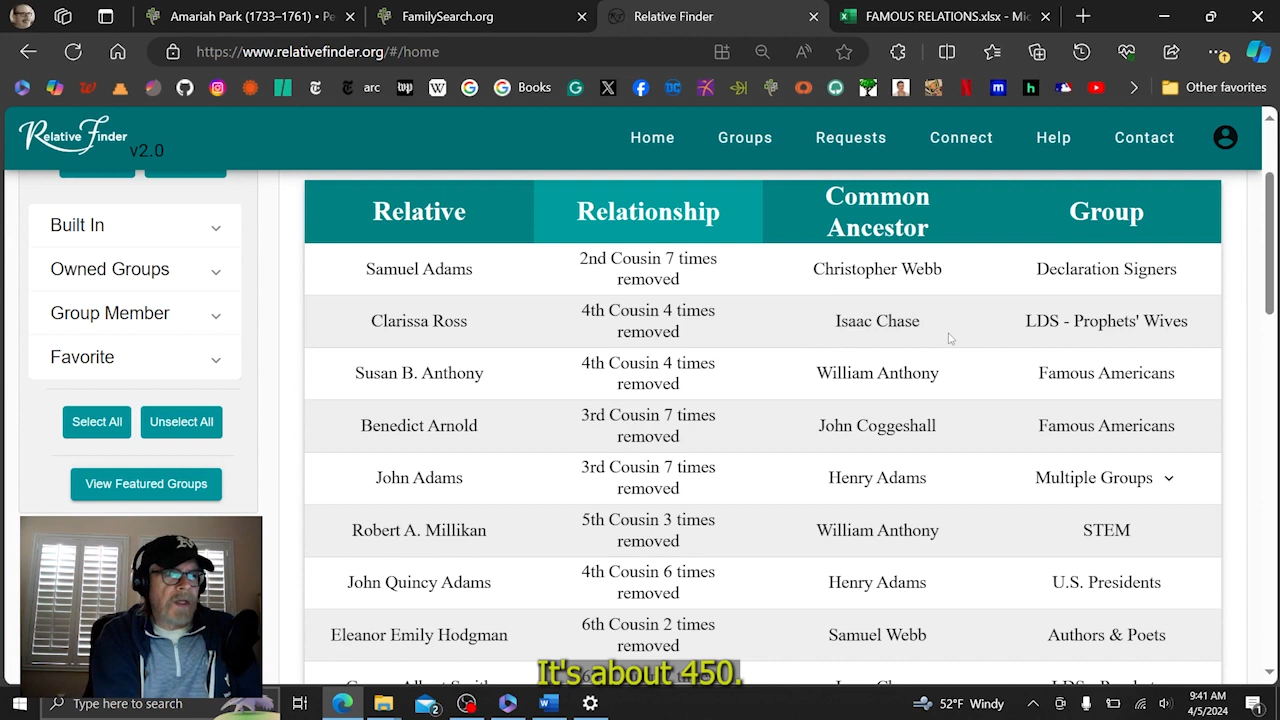 Amariah Park (1733–1761) • Pe
FamilySearch.org
Relative Finder
FAMOUS RELATIONS.xlsx - Mic
https://www.relativefinder.org/#/home
arc
Books
Other favorites
Relative Finder
v2.0
Home
Groups
Requests
Connect
Help
Contact
Built In
Owned Groups
Group Member
Favorite
Select All
Unselect All
View Featured Groups
Relative Relationship Common Ancestor Group
Samuel Adams 2nd Cousin 7 times removed Christopher Webb Declaration Signers
Clarissa Ross 4th Cousin 4 times removed Isaac Chase LDS - Prophets' Wives
Susan B. Anthony 4th Cousin 4 times removed William Anthony Famous Americans
Benedict Arnold 3rd Cousin 7 times removed John Coggeshall Famous Americans
John Adams 3rd Cousin 7 times removed Henry Adams Multiple Groups
Robert A. Millikan 5th Cousin 3 times removed William Anthony STEM
John Quincy Adams 4th Cousin 6 times removed Henry Adams U.S. Presidents
Eleanor Emily Hodgman 6th Cousin 2 times removed Samuel Webb Authors & Poets
It's about 450.
Type here to search
52°F Windy
9:41 AM
4/5/2024